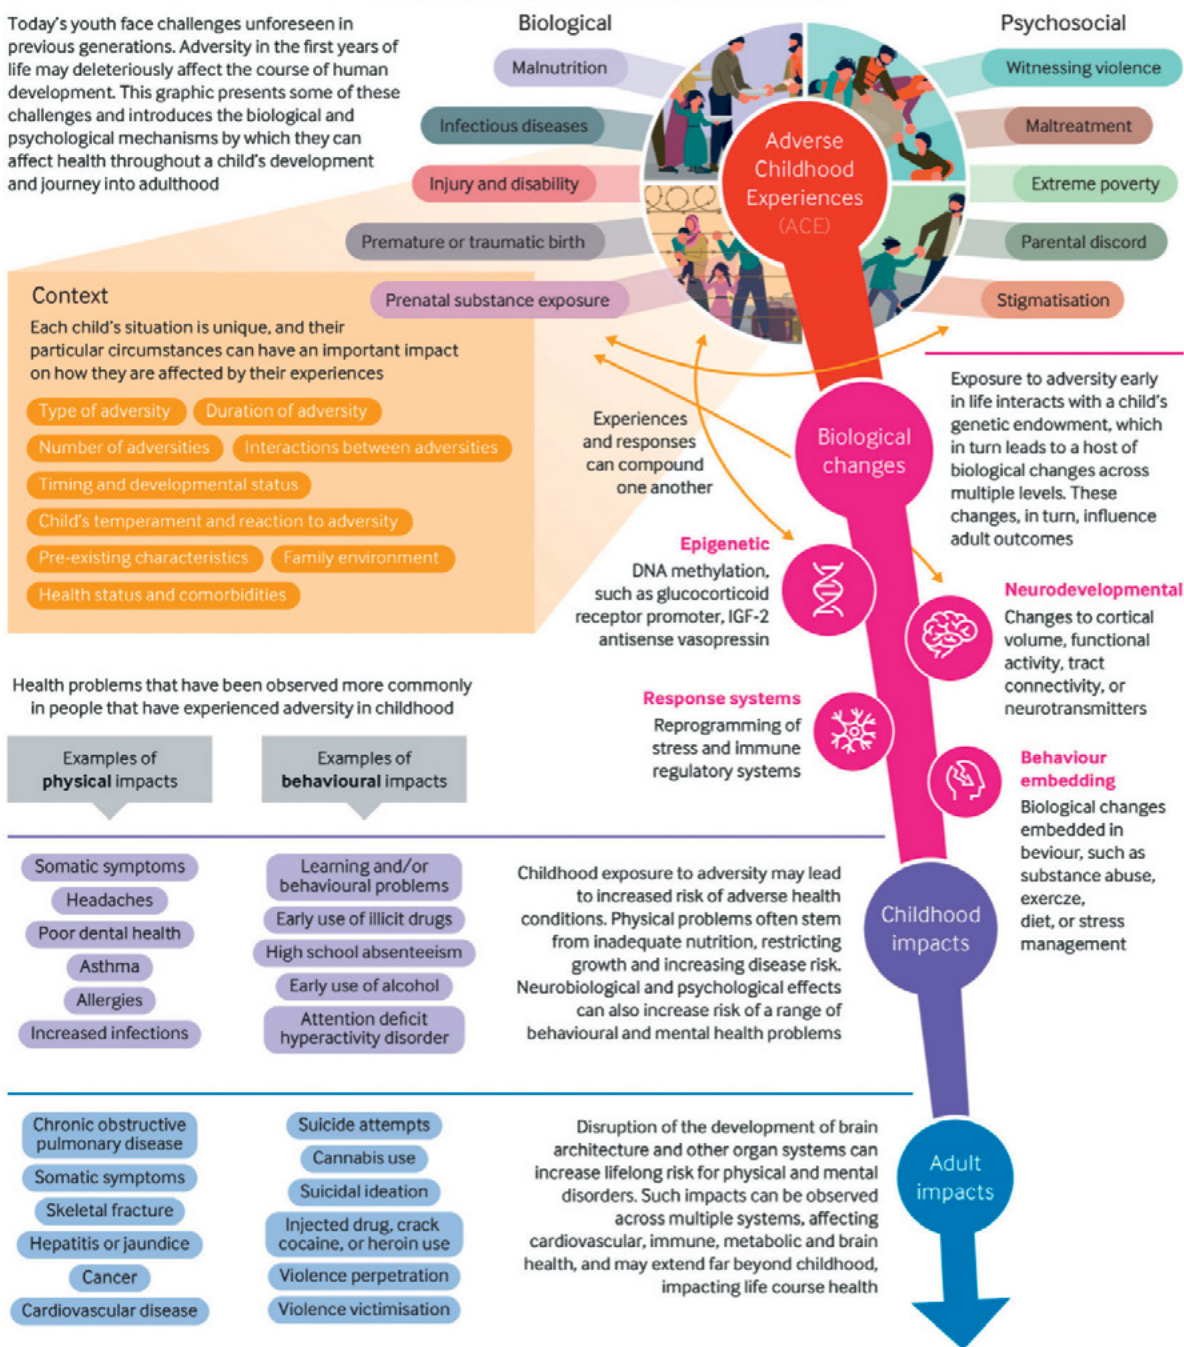 Today's youth face challenges unforeseen in
previous generations. Adversity in the first years of
life may deleteriously affect the course of human
development. This graphic presents some of these
challenges and introduces the biological and
psychological mechanisms by which they can
affect health throughout a child's development
and journey into adulthood
Biological
Malnutrition
Infectious diseases
Injury and disability
Premature or traumatic birth
Prenatal substance exposure
Adverse
Childhood
Experiences
(ACE)
Psychosocial
Witnessing violence
Maltreatment
Extreme poverty
Parental discord
Stigmatisation
Context
Each child's situation is unique, and their
particular circumstances can have an important impact
on how they are affected by their experiences
Type of adversity
Duration of adversity
Number of adversities
Interactions between adversities
Timing and developmental status
Child's temperament and reaction to adversity
Pre-existing characteristics
Family environment
Health status and comorbidities
Experiences
and responses
can compound
one another
Biological
changes
Exposure to adversity early
in life interacts with a child's
genetic endowment, which
in turn leads to a host of
biological changes across
multiple levels. These
changes, in turn, influence
adult outcomes
Epigenetic
DNA methylation,
such as glucocorticoid
receptor promoter, IGF-2
antisense vasopressin
Neurodevelopmental
Changes to cortical
volume, functional
activity, tract
connectivity, or
neurotransmitters
Response systems
Reprogramming of
stress and immune
regulatory systems
Behaviour
embedding
Biological changes
embedded in
beviour, such as
substance abuse,
exercze,
diet, or stress
management
Health problems that have been observed more commonly
in people that have experienced adversity in childhood
Examples of
physical impacts
Examples of
behavioural impacts
Somatic symptoms
Headaches
Poor dental health
Asthma
Allergies
Increased infections
Learning and/or
behavioural problems
Early use of illicit drugs
High school absenteeism
Early use of alcohol
Attention deficit
hyperactivity disorder
Childhood exposure to adversity may lead
to increased risk of adverse health
conditions. Physical problems often stem
from inadequate nutrition, restricting
growth and increasing disease risk.
Neurobiological and psychological effects
can also increase risk of a range of
behavioural and mental health problems
Childhood
impacts
Chronic obstructive
pulmonary disease
Somatic symptoms
Skeletal fracture
Hepatitis or jaundice
Cancer
Cardiovascular disease
Suicide attempts
Cannabis use
Suicidal ideation
Injected drug, crack
cocaine, or heroin use
Violence perpetration
Violence victimisation
Disruption of the development of brain
architecture and other organ systems can
increase lifelong risk for physical and mental
disorders. Such impacts can be observed
across multiple systems, affecting
cardiovascular, immune, metabolic and brain
health, and may extend far beyond childhood,
impacting life course health
Adult
impacts